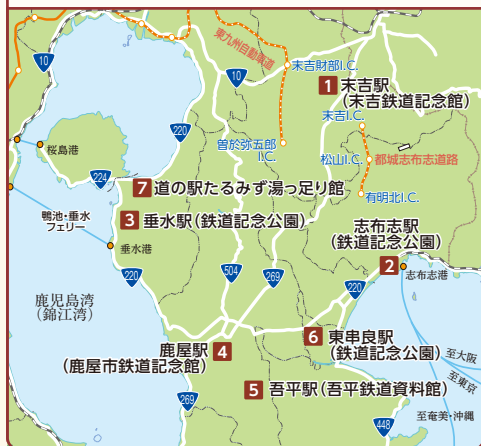 10
東九州自動車道
10
末吉財部I.C.
1 末吉駅
(末吉鉄道記念館)
末吉I.C.
220
曽於弥五郎
I.C.
松山I.C.
都城志布志道路
桜島港
224
7 道の駅たるみず湯っ足り館
有明北I.C.
鴨池・垂水
フェリー
3 垂水駅(鉄道記念公園)
志布志駅
(鉄道記念公園)
垂水港
2
志布志港
220
504
269
220
鹿児島湾
(錦江湾)
鹿屋駅
(鹿屋市鉄道記念館)
4
6 東串良駅
(鉄道記念公園)
至大阪
至東京
5 吾平駅(吾平鉄道資料館)
269
448
至奄美・沖縄